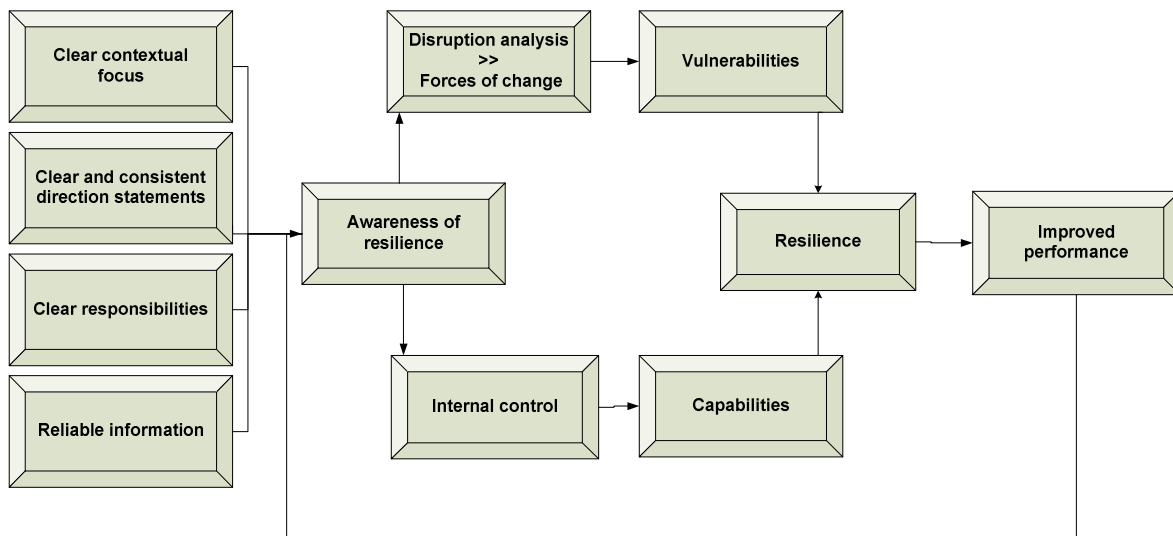 Clear contextual
focus
Clear and consistent
direction statements
Clear responsibilities
Reliable information
Awareness of
resilience
Disruption analysis
>>
Forces of change
Vulnerabilities
Internal control
Capabilities
Resilience
Improved
performance